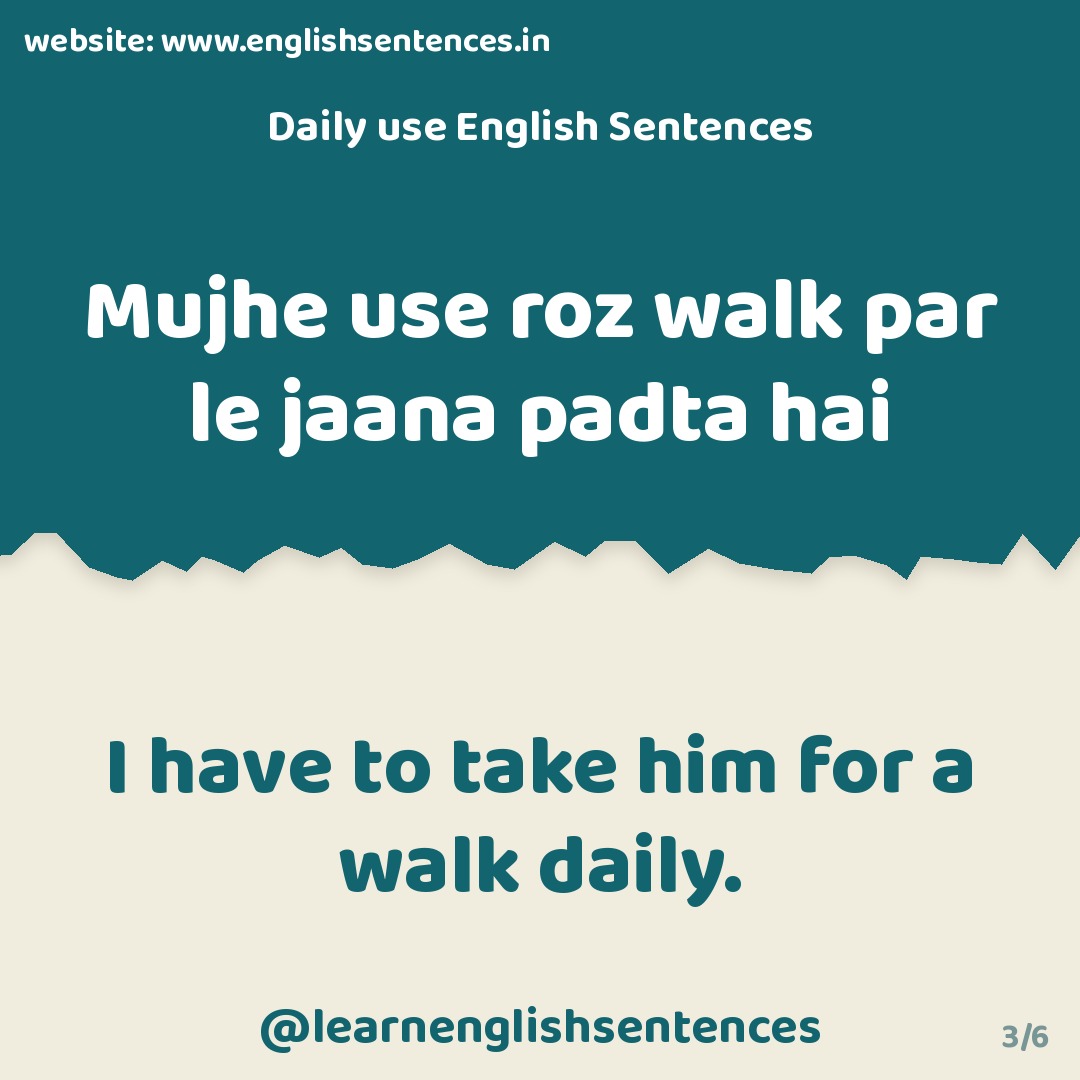 website: www.englishsentences.in
Daily use English Sentences
Mujhe use roz walk par
le jaana padta hai
I have to take him for a
walk daily.
@learnenglishsentences
3/6